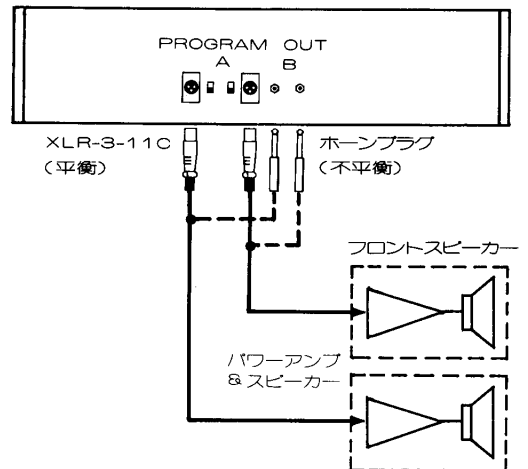 PROGRAM OUT
A B
XLR-3-11C
(平衡)
ホーンプラグ
(不平衡)
フロントスピーカー
パワーアンプ
& スピーカー